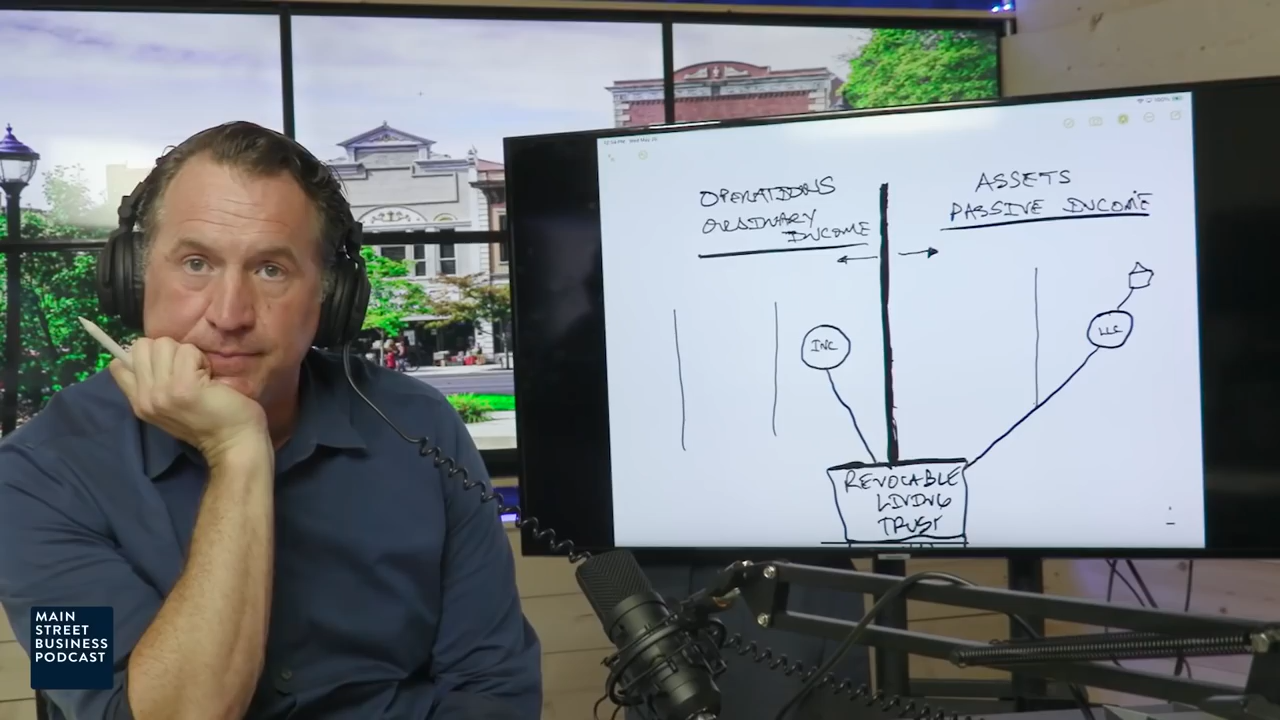 OPERATIONS
ORDINARY
INCOME
ASSETS
PASSIVE INCOME
INC
LLC
REVOCABLE
LIVING
TRUST
MAIN
STREET
BUSINESS
PODCAST